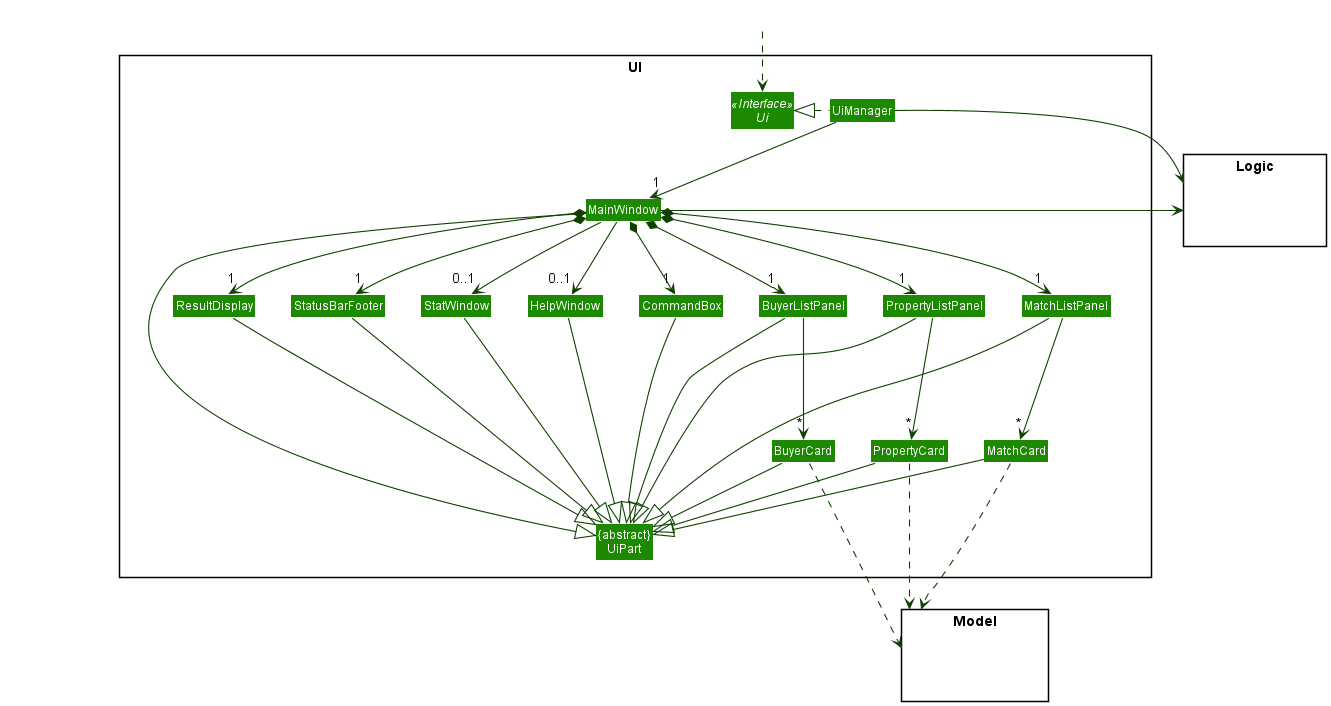 UI
«Interface»
Ui
UiManager
Logic
1
MainWindow
1
1
0..1
0..1
1
1
1
1
ResultDisplay
StatusBarFooter
StatWindow
HelpWindow
CommandBox
BuyerListPanel
PropertyListPanel
MatchListPanel
*
*
*
BuyerCard
PropertyCard
MatchCard
{abstract}
UiPart
Model